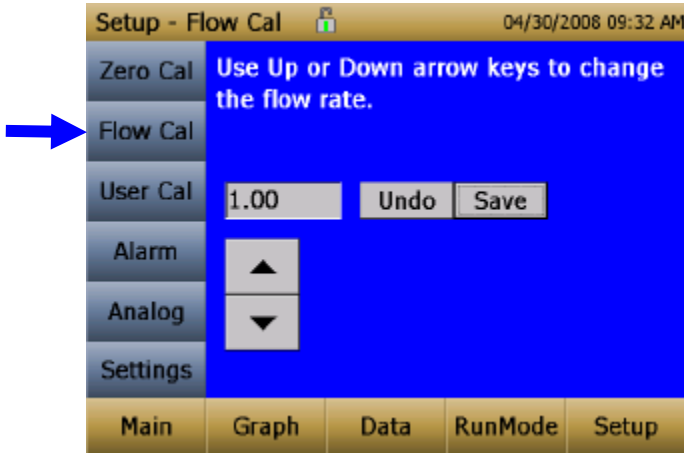 Setup - Flow Cal 04/30/2008 09:32 AM
Zero Cal
Use Up or Down arrow keys to change
the flow rate.
Flow Cal
User Cal
1.00 Undo Save
Alarm
Analog
Settings
Main Graph Data RunMode Setup